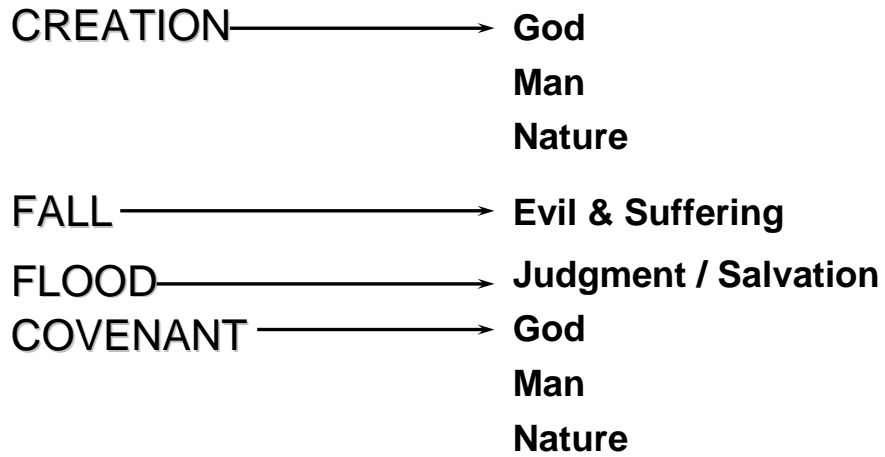 CREATION God
Man
Nature
FALL Evil & Suffering
FLOOD Judgment / Salvation
COVENANT God
Man
Nature